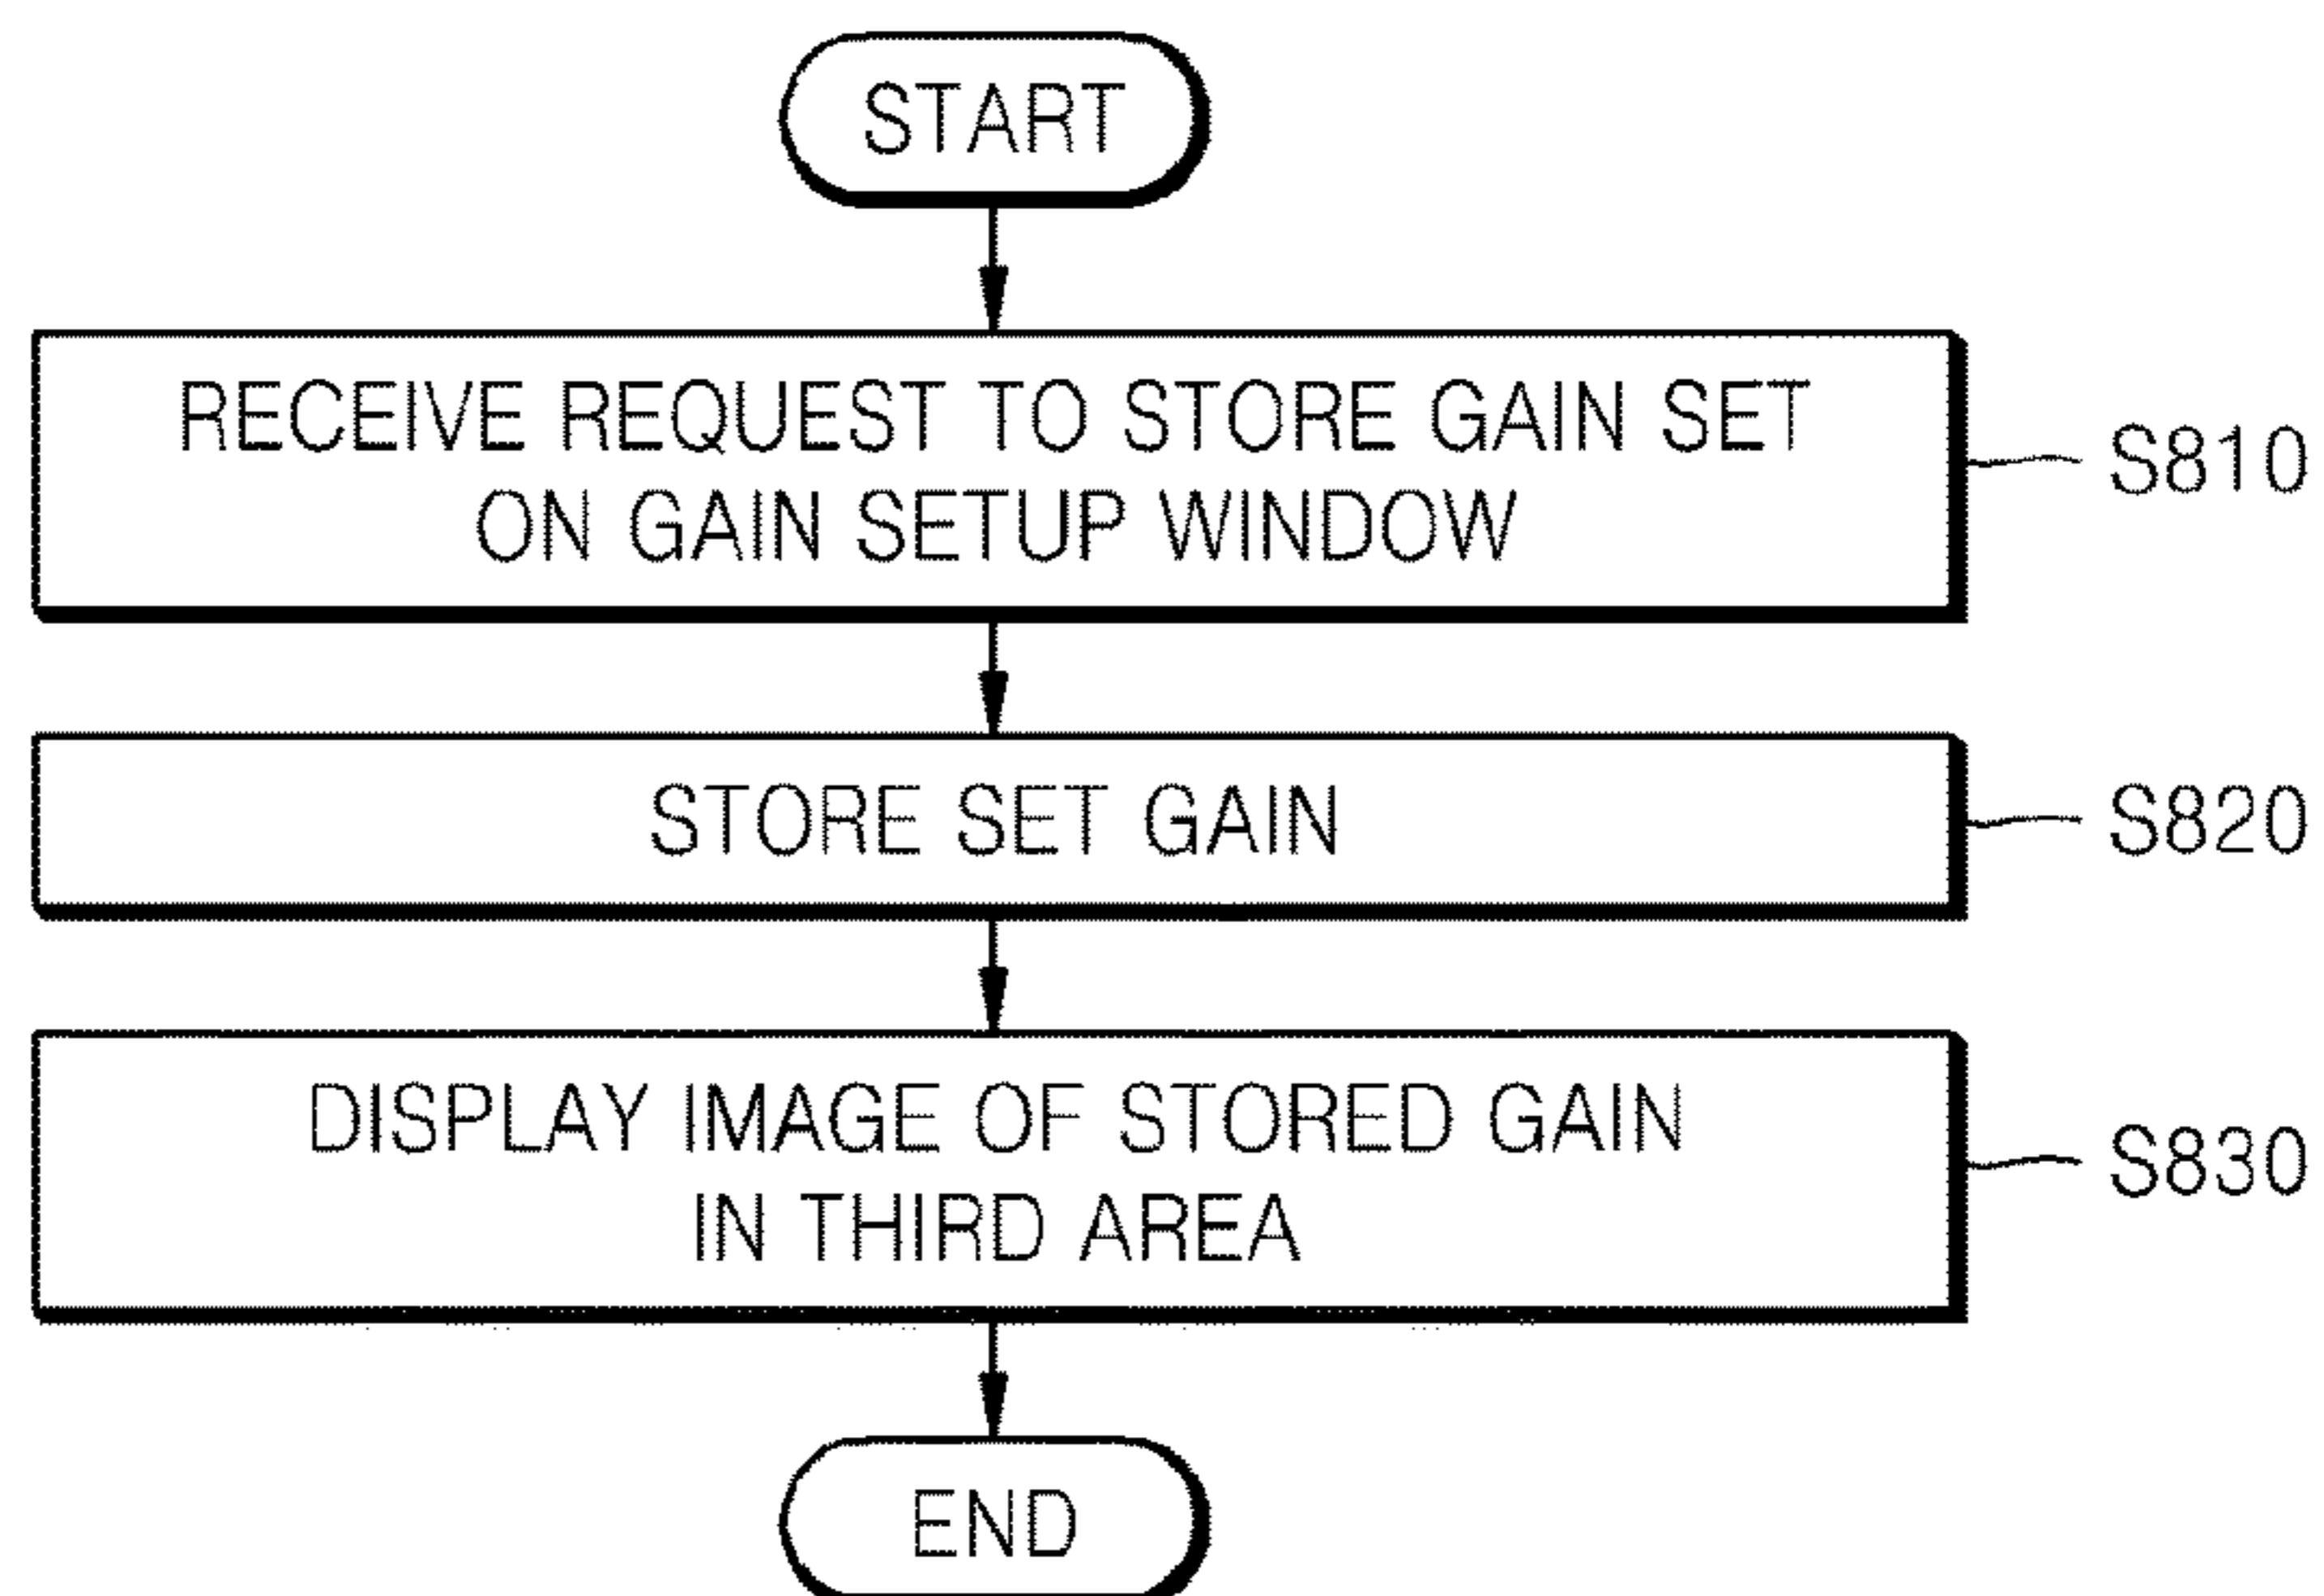 START
RECEIVE REQUEST TO STORE GAIN SET
ON GAIN SETUP WINDOW
S810
STORE SET GAIN
S820
DISPLAY IMAGE OF STORED GAIN
IN THIRD AREA
S830
END